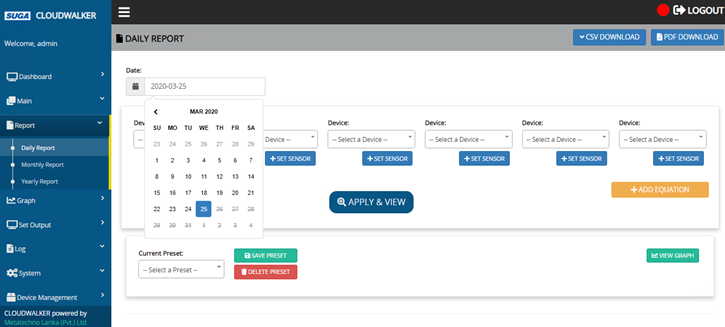 SUGA CLOUDWALKER
LOGOUT
Welcome, admin
DAILY REPORT
CSV DOWNLOAD
PDF DOWNLOAD
Dashboard
Main
Report
Daily Report
Monthly Report
Yearly Report
Graph
Set Output
Log
System
Device Management
CLOUDWALKER powered by
Metatechno Lanka (Pvt.) Ltd.
Date:
2020-03-25
MAR 2020
SU MO TU WE TH FR SA
23 24 25 26 27 28 29
1 2 3 4 5 6 7
8 9 10 11 12 13 14
15 16 17 18 19 20 21
22 23 24 25 26 27 28
29 30 31 1 2 3 4
Device: Device: Device: Device:
Device -- -- Select a Device -- -- Select a Device -- -- Select a Device -- -- Select a Device --
SET SENSOR SET SENSOR SET SENSOR SET SENSOR SET SENSOR
+ ADD EQUATION
APPLY & VIEW
Current Preset:
-- Select a Preset --
SAVE PRESET
DELETE PRESET
VIEW GRAPH